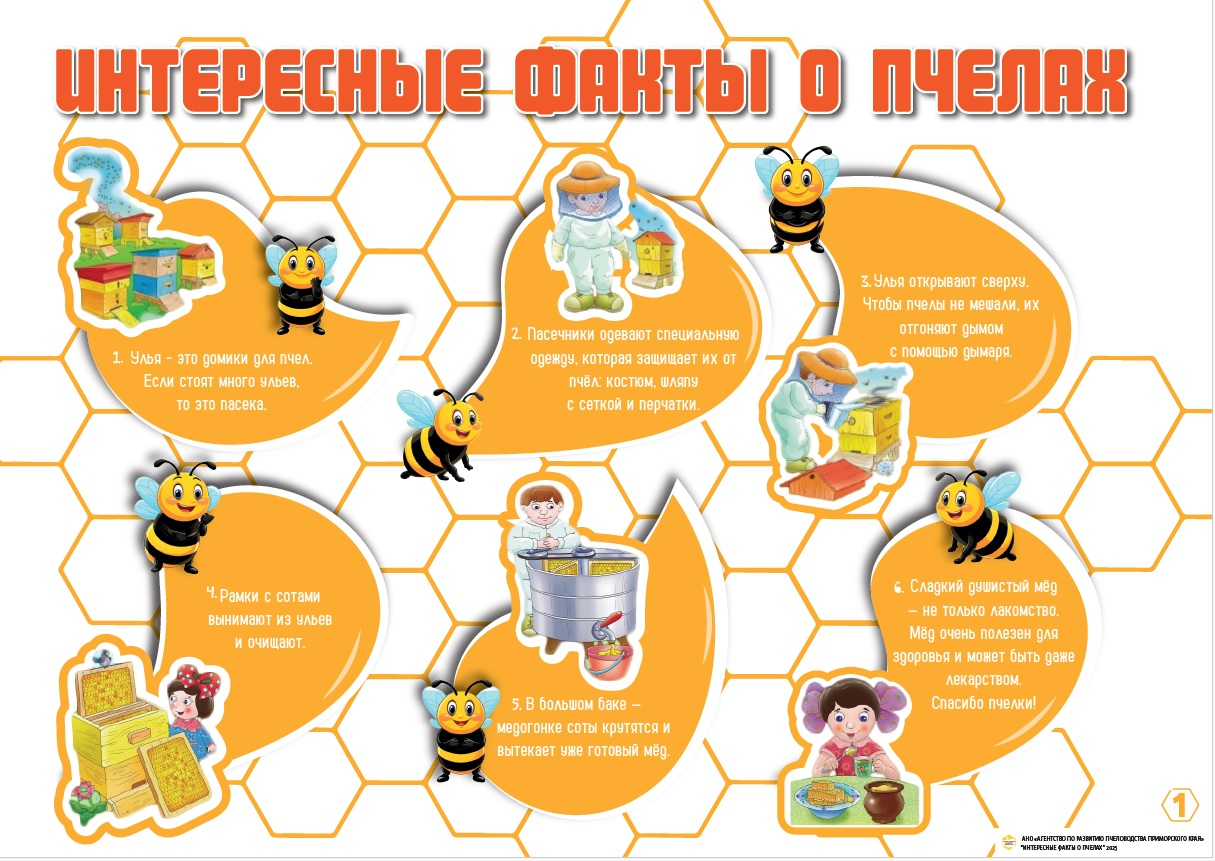 ИНТЕРЕСНЫЕ ФАКТЫ О ПЧЕЛАХ
1. Улья - это домики для пчел.
Если стоят много ульев,
то это пасека.
2. Пасечники одевают специальную
одежду, которая защищает их от
пчёл: костюм, шляпу
с сеткой и перчатки.
3. Улья открывают сверху.
Чтобы пчелы не мешали, их
отгоняют дымом
с помощью дымаря.
4. Рамки с сотами
вынимают из ульев
и очищают.
5. В большом баке –
медогонке соты крутятся и
вытекает уже готовый мёд.
6. Сладкий душистый мёд
– не только лакомство.
Мёд очень полезен для
здоровья и может быть даже
лекарством.
Спасибо пчелки!
1
АНО «АГЕНТСТВО ПО РАЗВИТИЮ ПЧЕЛОВОДСТВА ПРИМОРСКОГО КРАЯ»
"ИНТЕРЕСНЫЕ ФАКТЫ О ПЧЕЛАХ" 2025